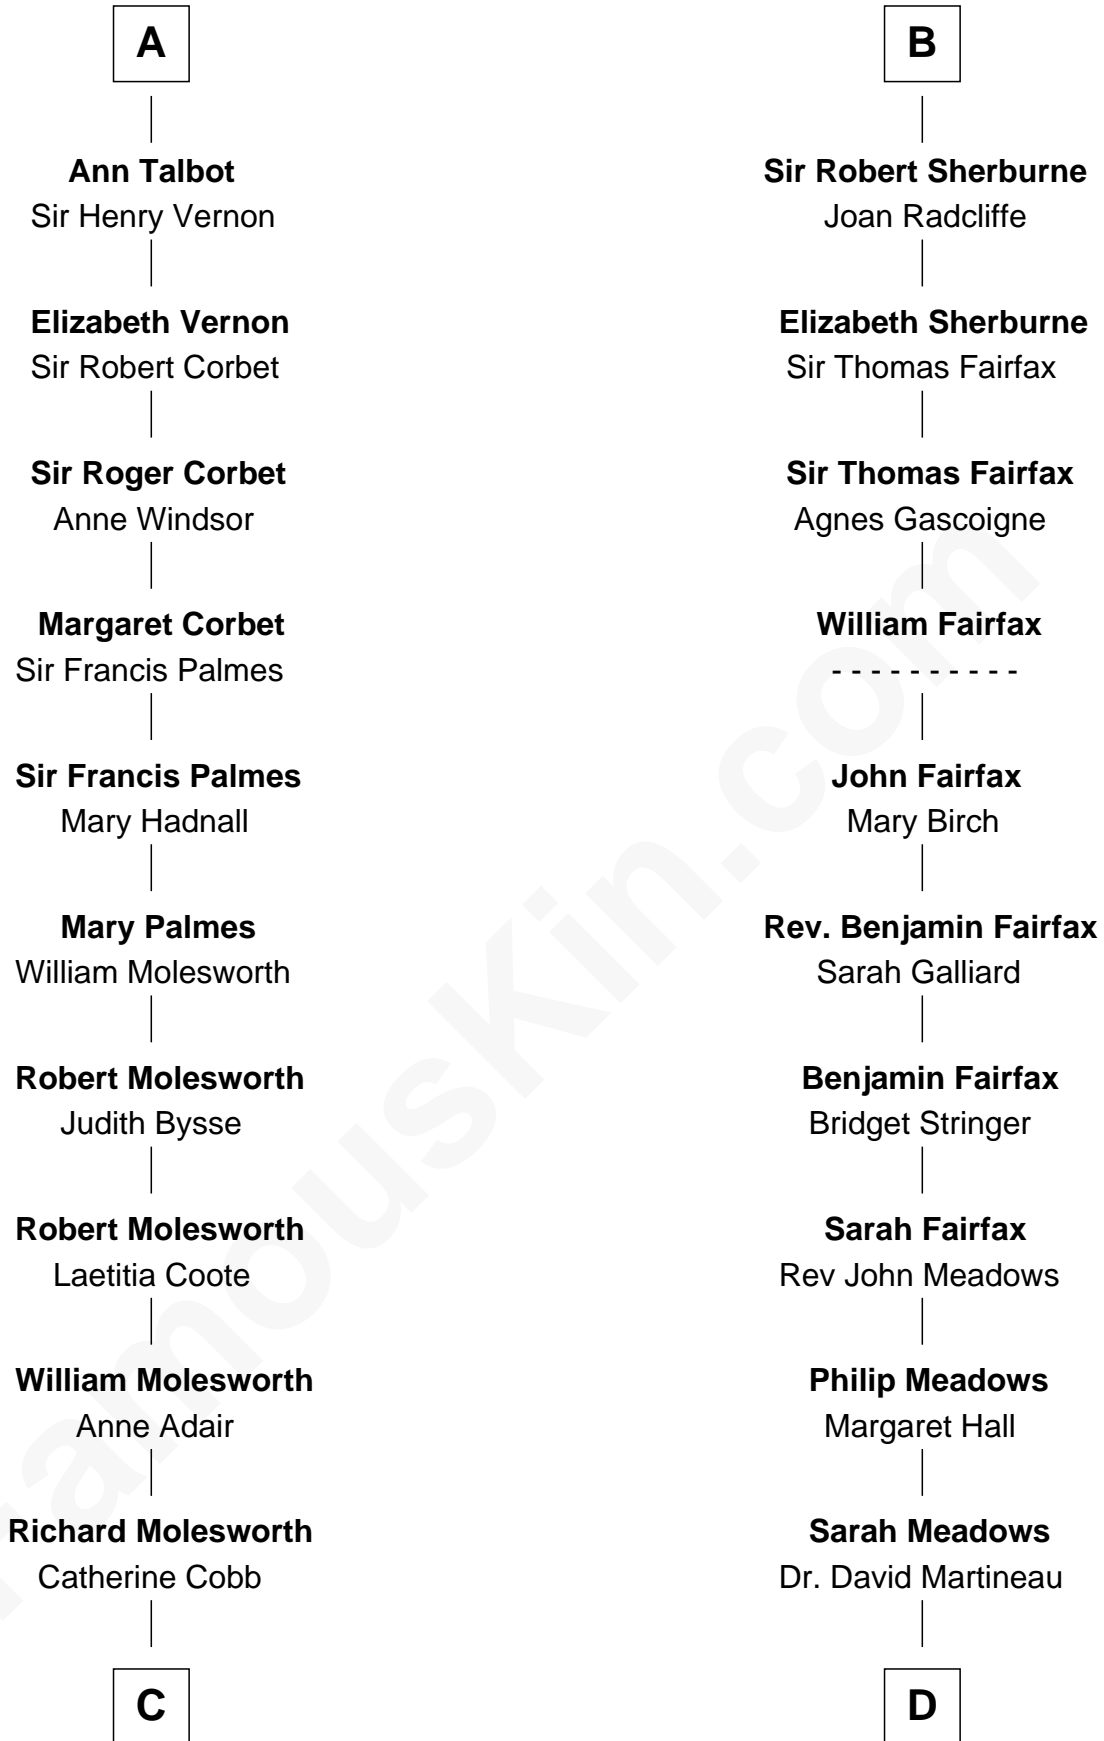 A
Ann Talbot
Sir Henry Vernon
Elizabeth Vernon
Sir Robert Corbet
Sir Roger Corbet
Anne Windsor
Margaret Corbet
Sir Francis Palmes
Sir Francis Palmes
Mary Hadnall
Mary Palmes
William Molesworth
Robert Molesworth
Judith Bysse
Robert Molesworth
Laetitia Coote
William Molesworth
Anne Adair
Richard Molesworth
Catherine Cobb
C
B
Sir Robert Sherburne
Joan Radcliffe
Elizabeth Sherburne
Sir Thomas Fairfax
Sir Thomas Fairfax
Agnes Gascoigne
William Fairfax
- - - - - - - - - -
John Fairfax
Mary Birch
Rev. Benjamin Fairfax
Sarah Galliard
Benjamin Fairfax
Bridget Stringer
Sarah Fairfax
Rev John Meadows
Philip Meadows
Margaret Hall
Sarah Meadows
Dr. David Martineau
D
FamousKin.com